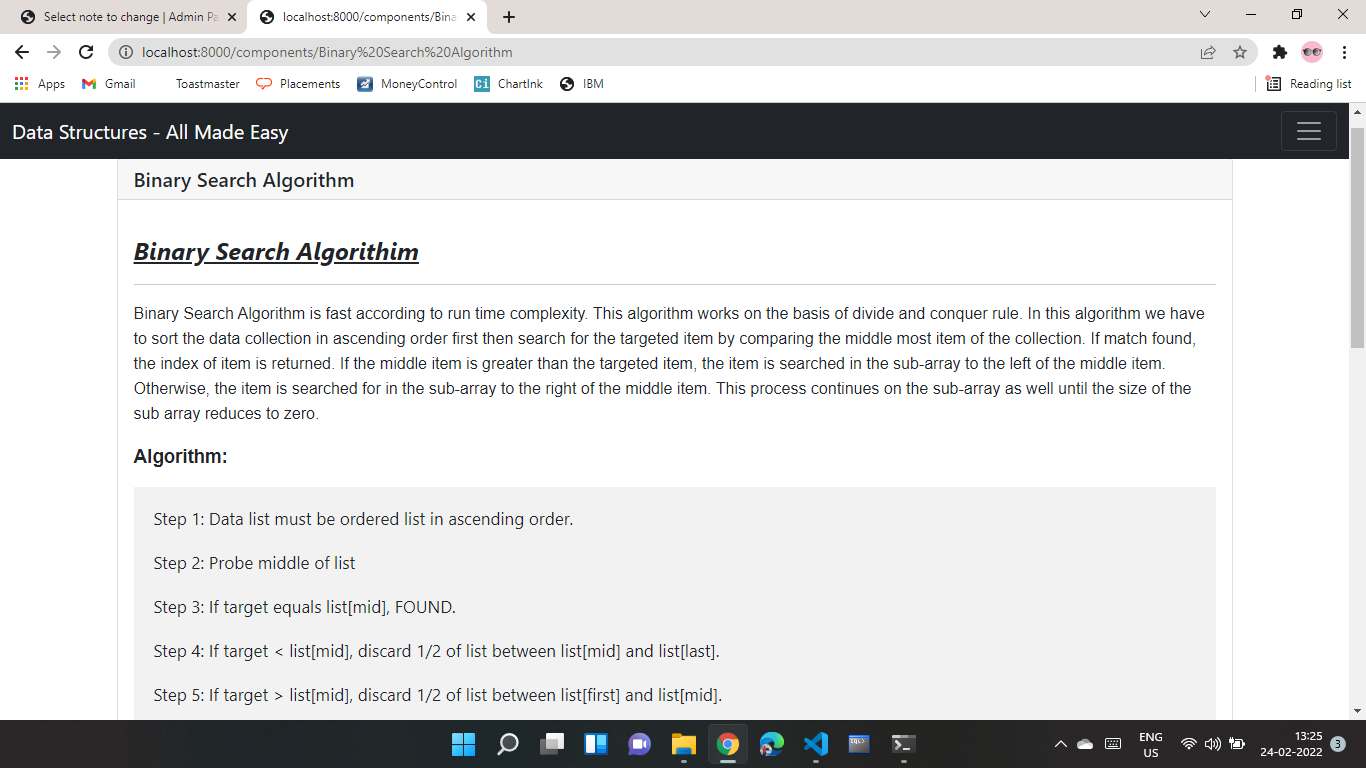 Select note to change | Admin Pa
localhost:8000/components/Bina
localhost:8000/components/Binary%20Search%20Algorithm
Apps Gmail Toastmaster Placements MoneyControl Ci ChartInk IBM Reading list
Data Structures - All Made Easy
Binary Search Algorithm
Binary Search Algorithim
Binary Search Algorithm is fast according to run time complexity. This algorithm works on the basis of divide and conquer rule. In this algorithm we have
to sort the data collection in ascending order first then search for the targeted item by comparing the middle most item of the collection. If match found,
the index of item is returned. If the middle item is greater than the targeted item, the item is searched in the sub-array to the left of the middle item.
Otherwise, the item is searched for in the sub-array to the right of the middle item. This process continues on the sub-array as well until the size of the
sub array reduces to zero.
Algorithm:
Step 1: Data list must be ordered list in ascending order.
Step 2: Probe middle of list
Step 3: If target equals list[mid], FOUND.
Step 4: If target < list[mid], discard 1/2 of list between list[mid] and list[last].
Step 5: If target > list[mid], discard 1/2 of list between list[first] and list[mid].
SQL>
ENG 13:25
US 24-02-2022 3